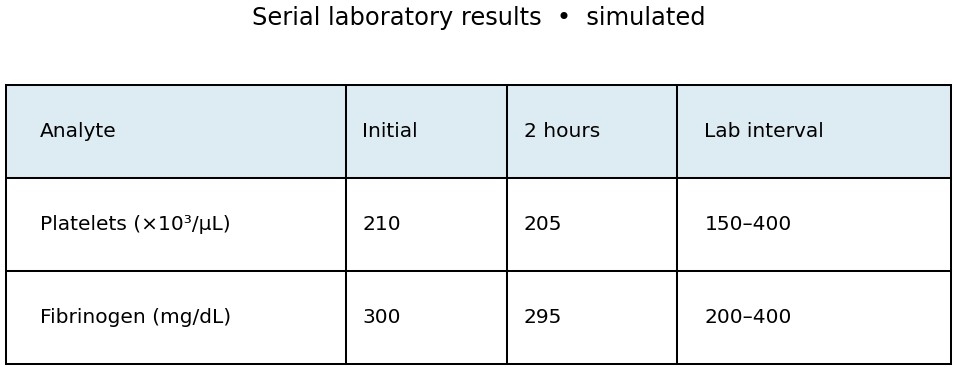 Serial laboratory results • simulated
Analyte Initial 2 hours Lab interval
Platelets (×10³/µL) 210 205 150–400
Fibrinogen (mg/dL) 300 295 200–400